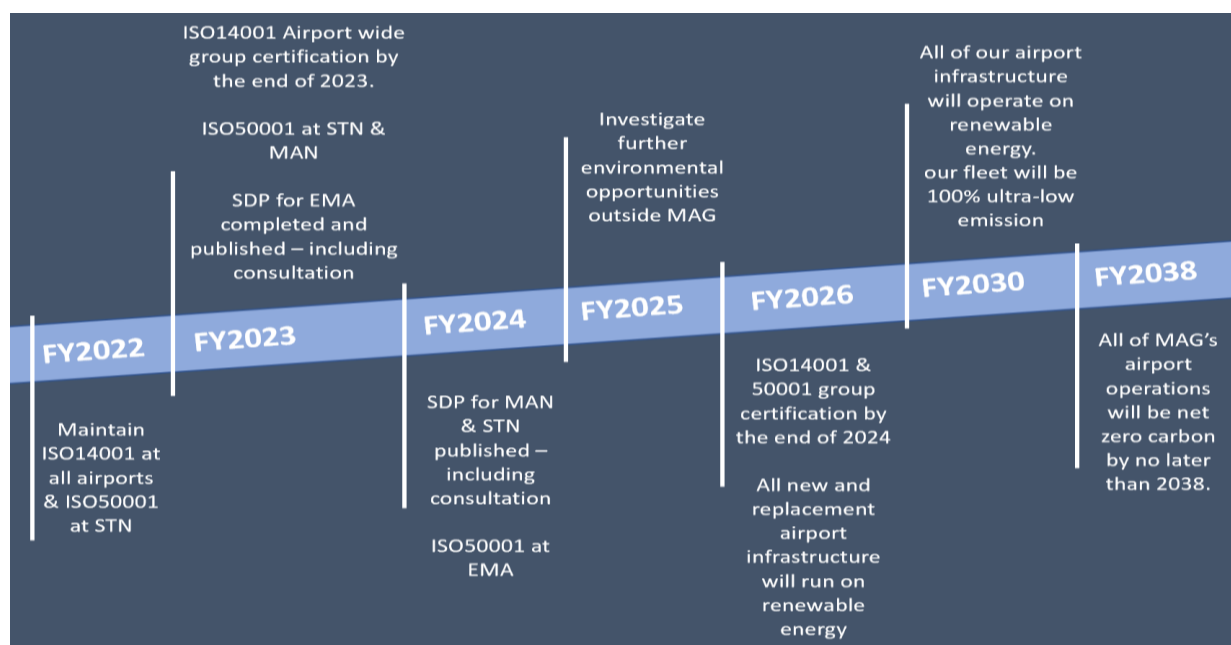 FY2022
Maintain
ISO14001 at
all airports
& ISO50001
at STN
ISO14001 Airport wide
group certification by
the end of 2023.
ISO50001 at STN &
MAN
SDP for EMA
completed and
published – including
consultation
FY2023
FY2024
SDP for MAN
& STN
published –
including
consultation
ISO50001 at
EMA
Investigate
further
environmental
opportunities
outside MAG
FY2025
FY2026
ISO14001 &
50001 group
certification by
the end of 2024
All new and
replacement
airport
infrastructure
will run on
renewable
energy
All of our airport
infrastructure
will operate on
renewable
energy.
our fleet will be
100% ultra-low
emission
FY2030
FY2038
All of MAG’s
airport
operations
will be net
zero carbon
by no later
than 2038.